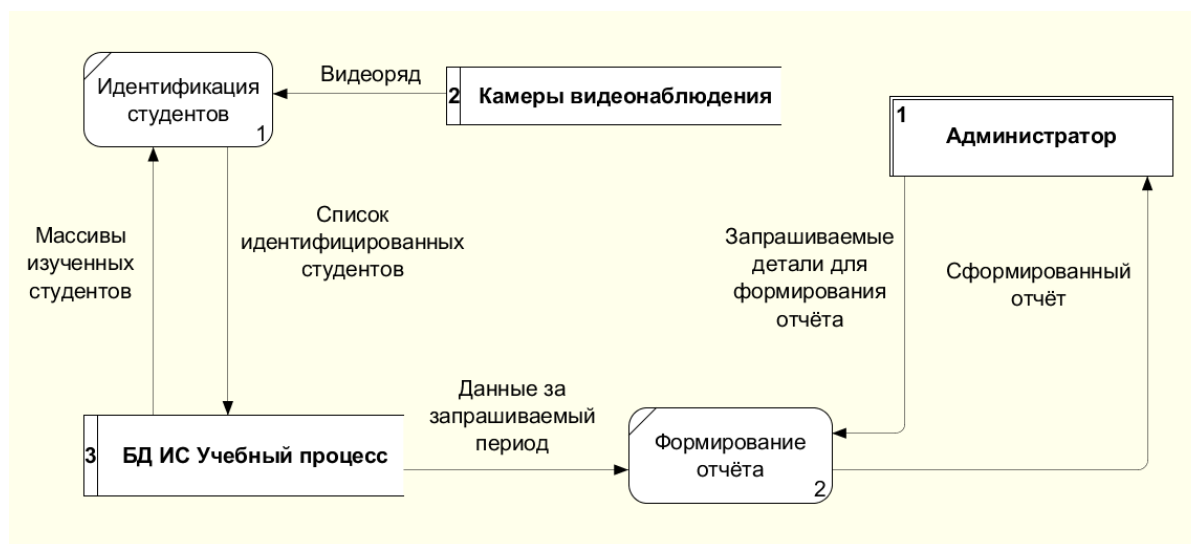 Идентификация
студентов
1
Видеоряд
2
Камеры видеонаблюдения
1
Администратор
Массивы
изученных
студентов
Список
идентифицированных
студентов
Запрашиваемые
детали для
формирования
отчёта
Сформированный
отчёт
3
БД ИС Учебный процесс
Данные за
запрашиваемый
период
Формирование
отчёта
2